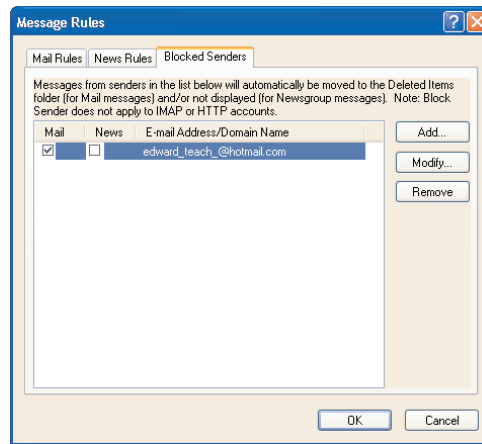 Message Rules
Mail Rules News Rules Blocked Senders
Messages from senders in the list below will automatically be moved to the Deleted Items
folder (for Mail messages) and/or not displayed (for Newsgroup messages). Note: Block
Sender does not apply to IMAP or HTTP accounts.
Mail News E-mail Address/Domain Name
edward_teach_@hotmail.com
Add...
Modify...
Remove
OK Cancel